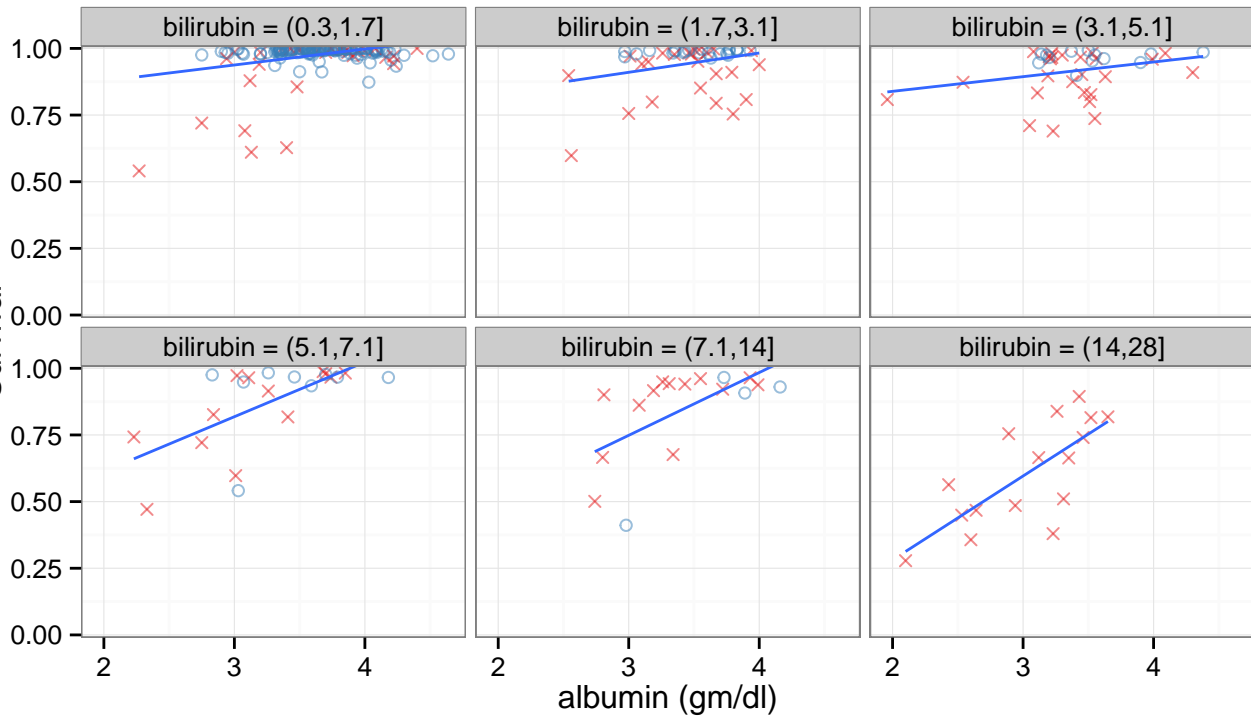 bilirubin = (0.3,1.7] bilirubin = (1.7,3.1] bilirubin = (3.1,5.1]
1.00
0.75
0.50
0.25
0.00
bilirubin = (5.1,7.1] bilirubin = (7.1,14] bilirubin = (14,28]
1.00
0.75
0.50
0.25
0.00
2 3 4 2 3 4 2 3 4
albumin (gm/dl)